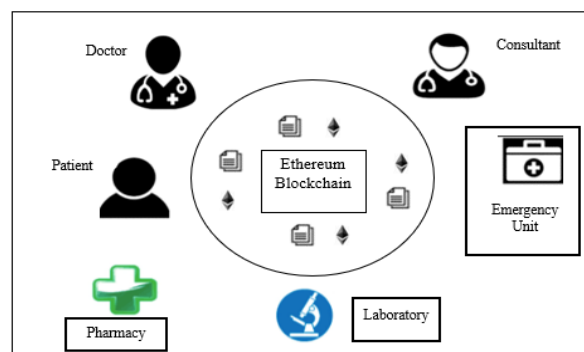 Doctor
Consultant
Patient
Ethereum
Blockchain
Emergency
Unit
Pharmacy
Laboratory